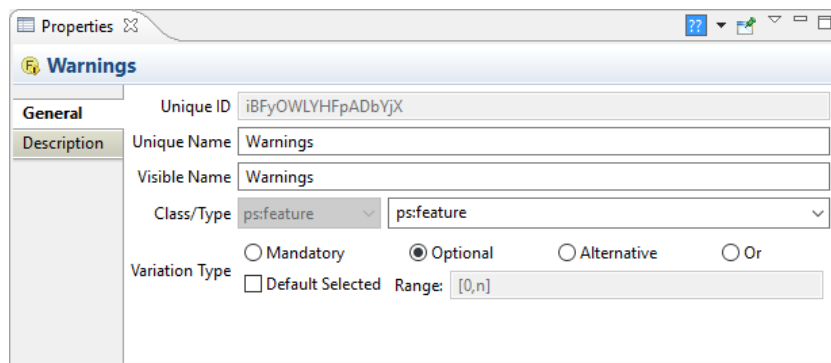 Properties
??
Warnings
General
Description
Unique ID iBFyOWLYHFpADbYjX
Unique Name Warnings
Visible Name Warnings
Class/Type ps:feature ps:feature
Variation Type
Mandatory Optional Alternative Or
Default Selected Range: [0,n]